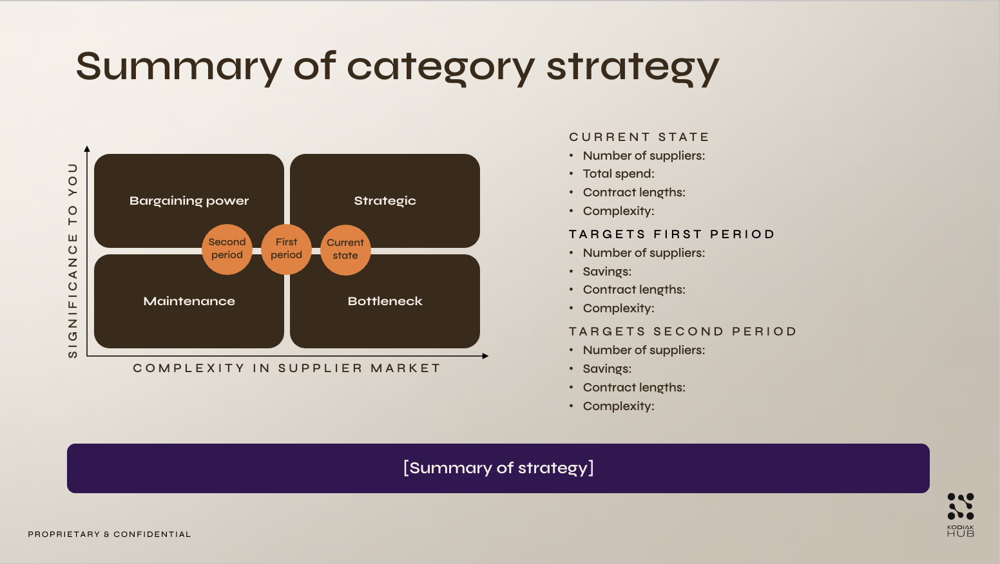 Summary of category strategy
SIGNIFICANCE TO YOU
Bargaining power
Strategic
Second
period
First
period
Current
state
Maintenance
Bottleneck
COMPLEXITY IN SUPPLIER MARKET
CURRENT STATE
• Number of suppliers:
• Total spend:
• Contract lengths:
• Complexity:
TARGETS FIRST PERIOD
• Number of suppliers:
• Savings:
• Contract lengths:
• Complexity:
TARGETS SECOND PERIOD
• Number of suppliers:
• Savings:
• Contract lengths:
• Complexity:
[Summary of strategy]
PROPRIETARY & CONFIDENTIAL
KODIAK
HUB